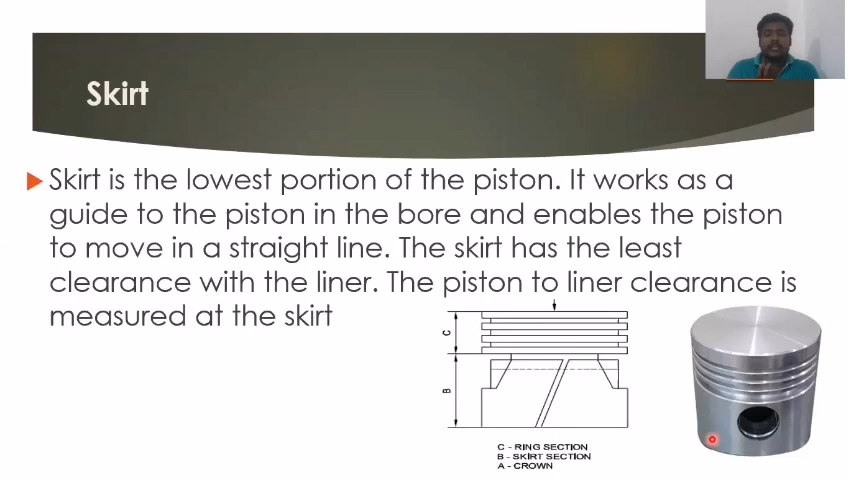 Skirt
Skirt is the lowest portion of the piston. It works as a
guide to the piston in the bore and enables the piston
to move in a straight line. The skirt has the least
clearance with the liner. The piston to liner clearance is
measured at the skirt
C
B
C - RING SECTION
B - SKIRT SECTION
A - CROWN